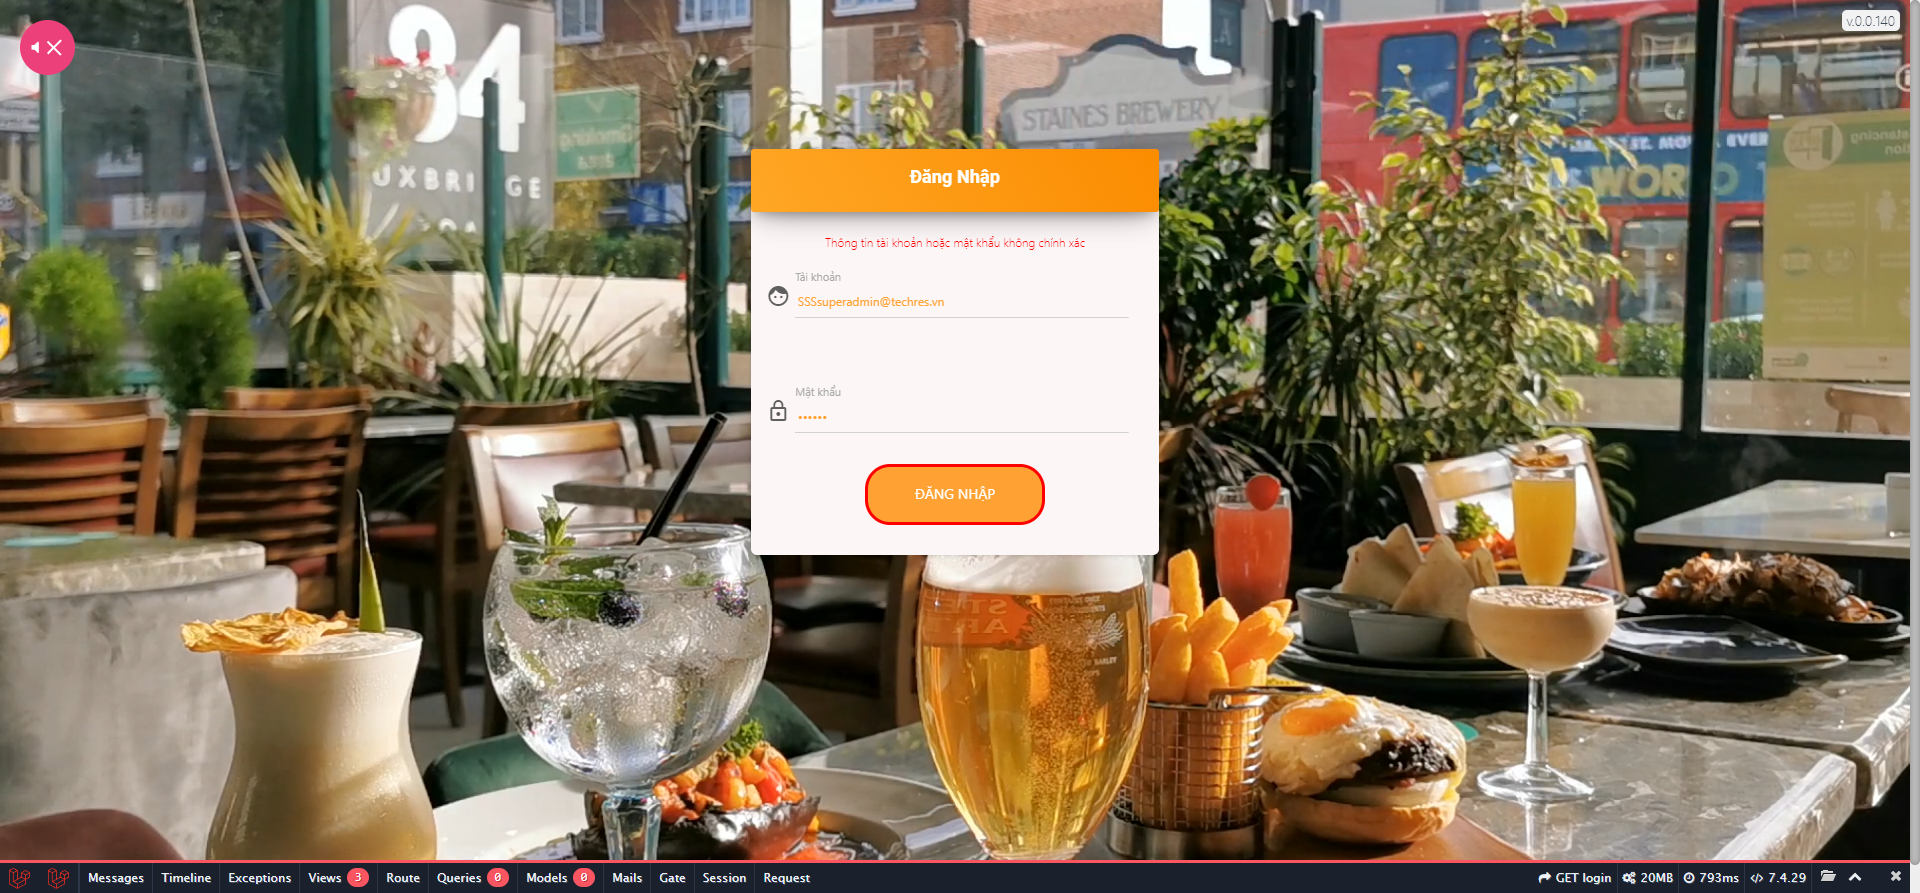 v.0.0.140
84
UXBRIDGE
STAINES BREWERY
WORLD
Đăng Nhập
Thông tin tài khoản hoặc mật khẩu không chính xác
Tài khoản
SSSsuperadmin@techres.vn
Mật khẩu
••••••
ĐĂNG NHẬP
Messages Timeline Exceptions Views 3 Route Queries 0 Models 0 Mails Gate Session Request GET login 20MB 793ms 7.4.29